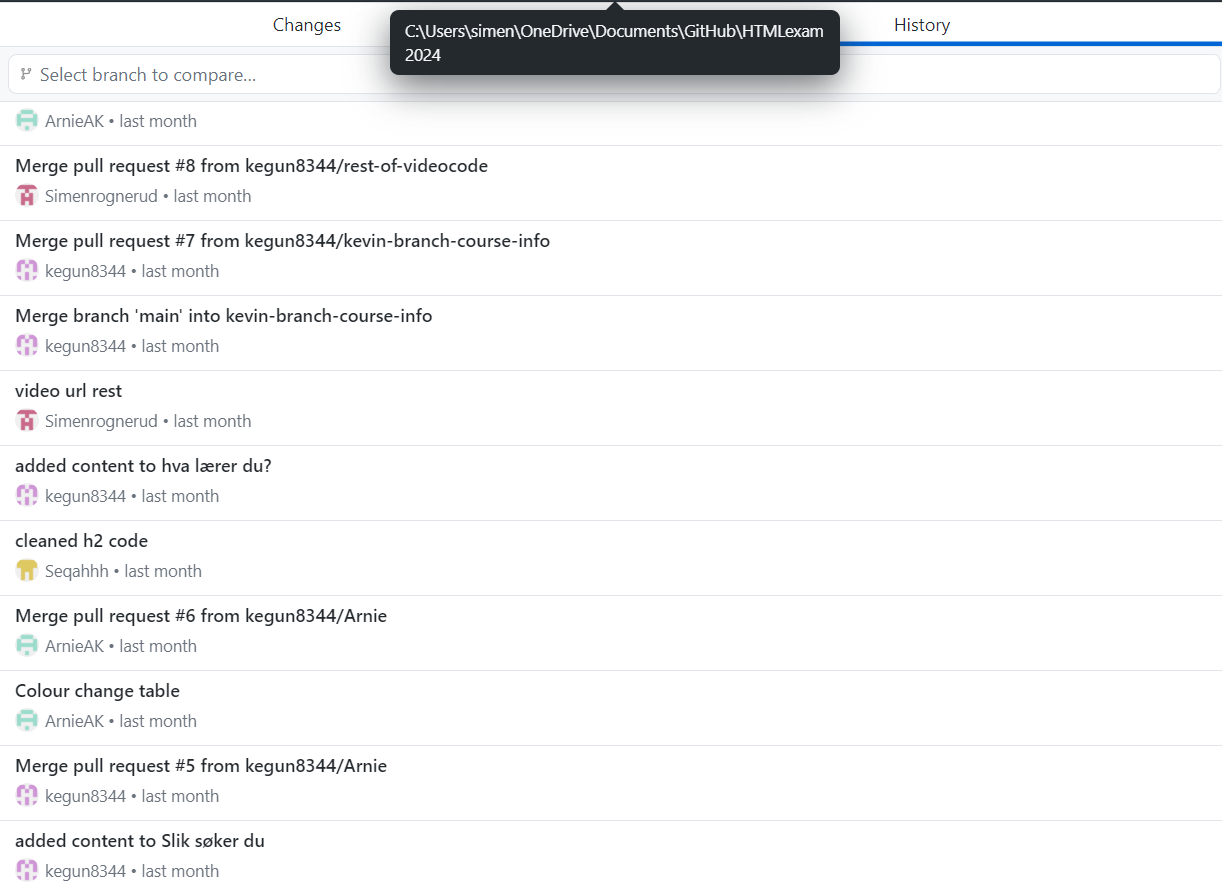 Changes
History
C:\Users\simen\OneDrive\Documents\GitHub\HTMLexam
2024
Select branch to compare...
ArnieAK • last month
Merge pull request #8 from kegun8344/rest-of-videocode
Simenrognerud • last month
Merge pull request #7 from kegun8344/kevin-branch-course-info
kegun8344 • last month
Merge branch 'main' into kevin-branch-course-info
kegun8344 • last month
video url rest
Simenrognerud • last month
added content to hva lærer du?
kegun8344 • last month
cleaned h2 code
Seqahhh • last month
Merge pull request #6 from kegun8344/Arnie
ArnieAK • last month
Colour change table
ArnieAK • last month
Merge pull request #5 from kegun8344/Arnie
kegun8344 • last month
added content to Slik søker du
kegun8344 • last month